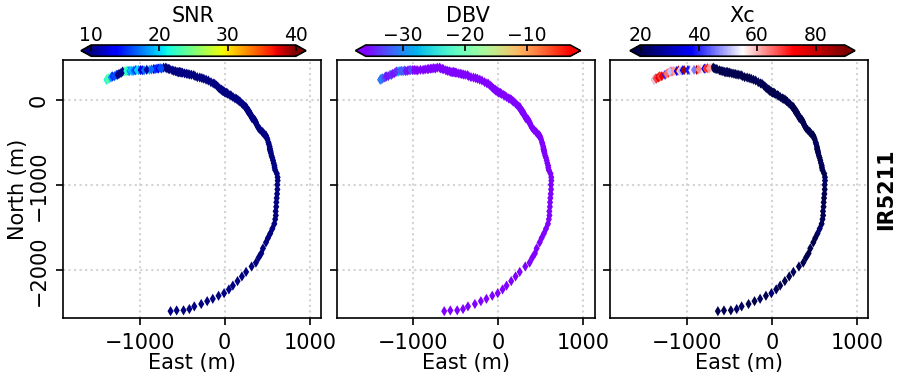 SNR DBV Xc
10 20 30 40 −30 −20 −10 20 40 60 80
0
−1000
−2000
North (m)
IR5211
−1000 0 1000 −1000 0 1000 −1000 0 1000
East (m) East (m) East (m)